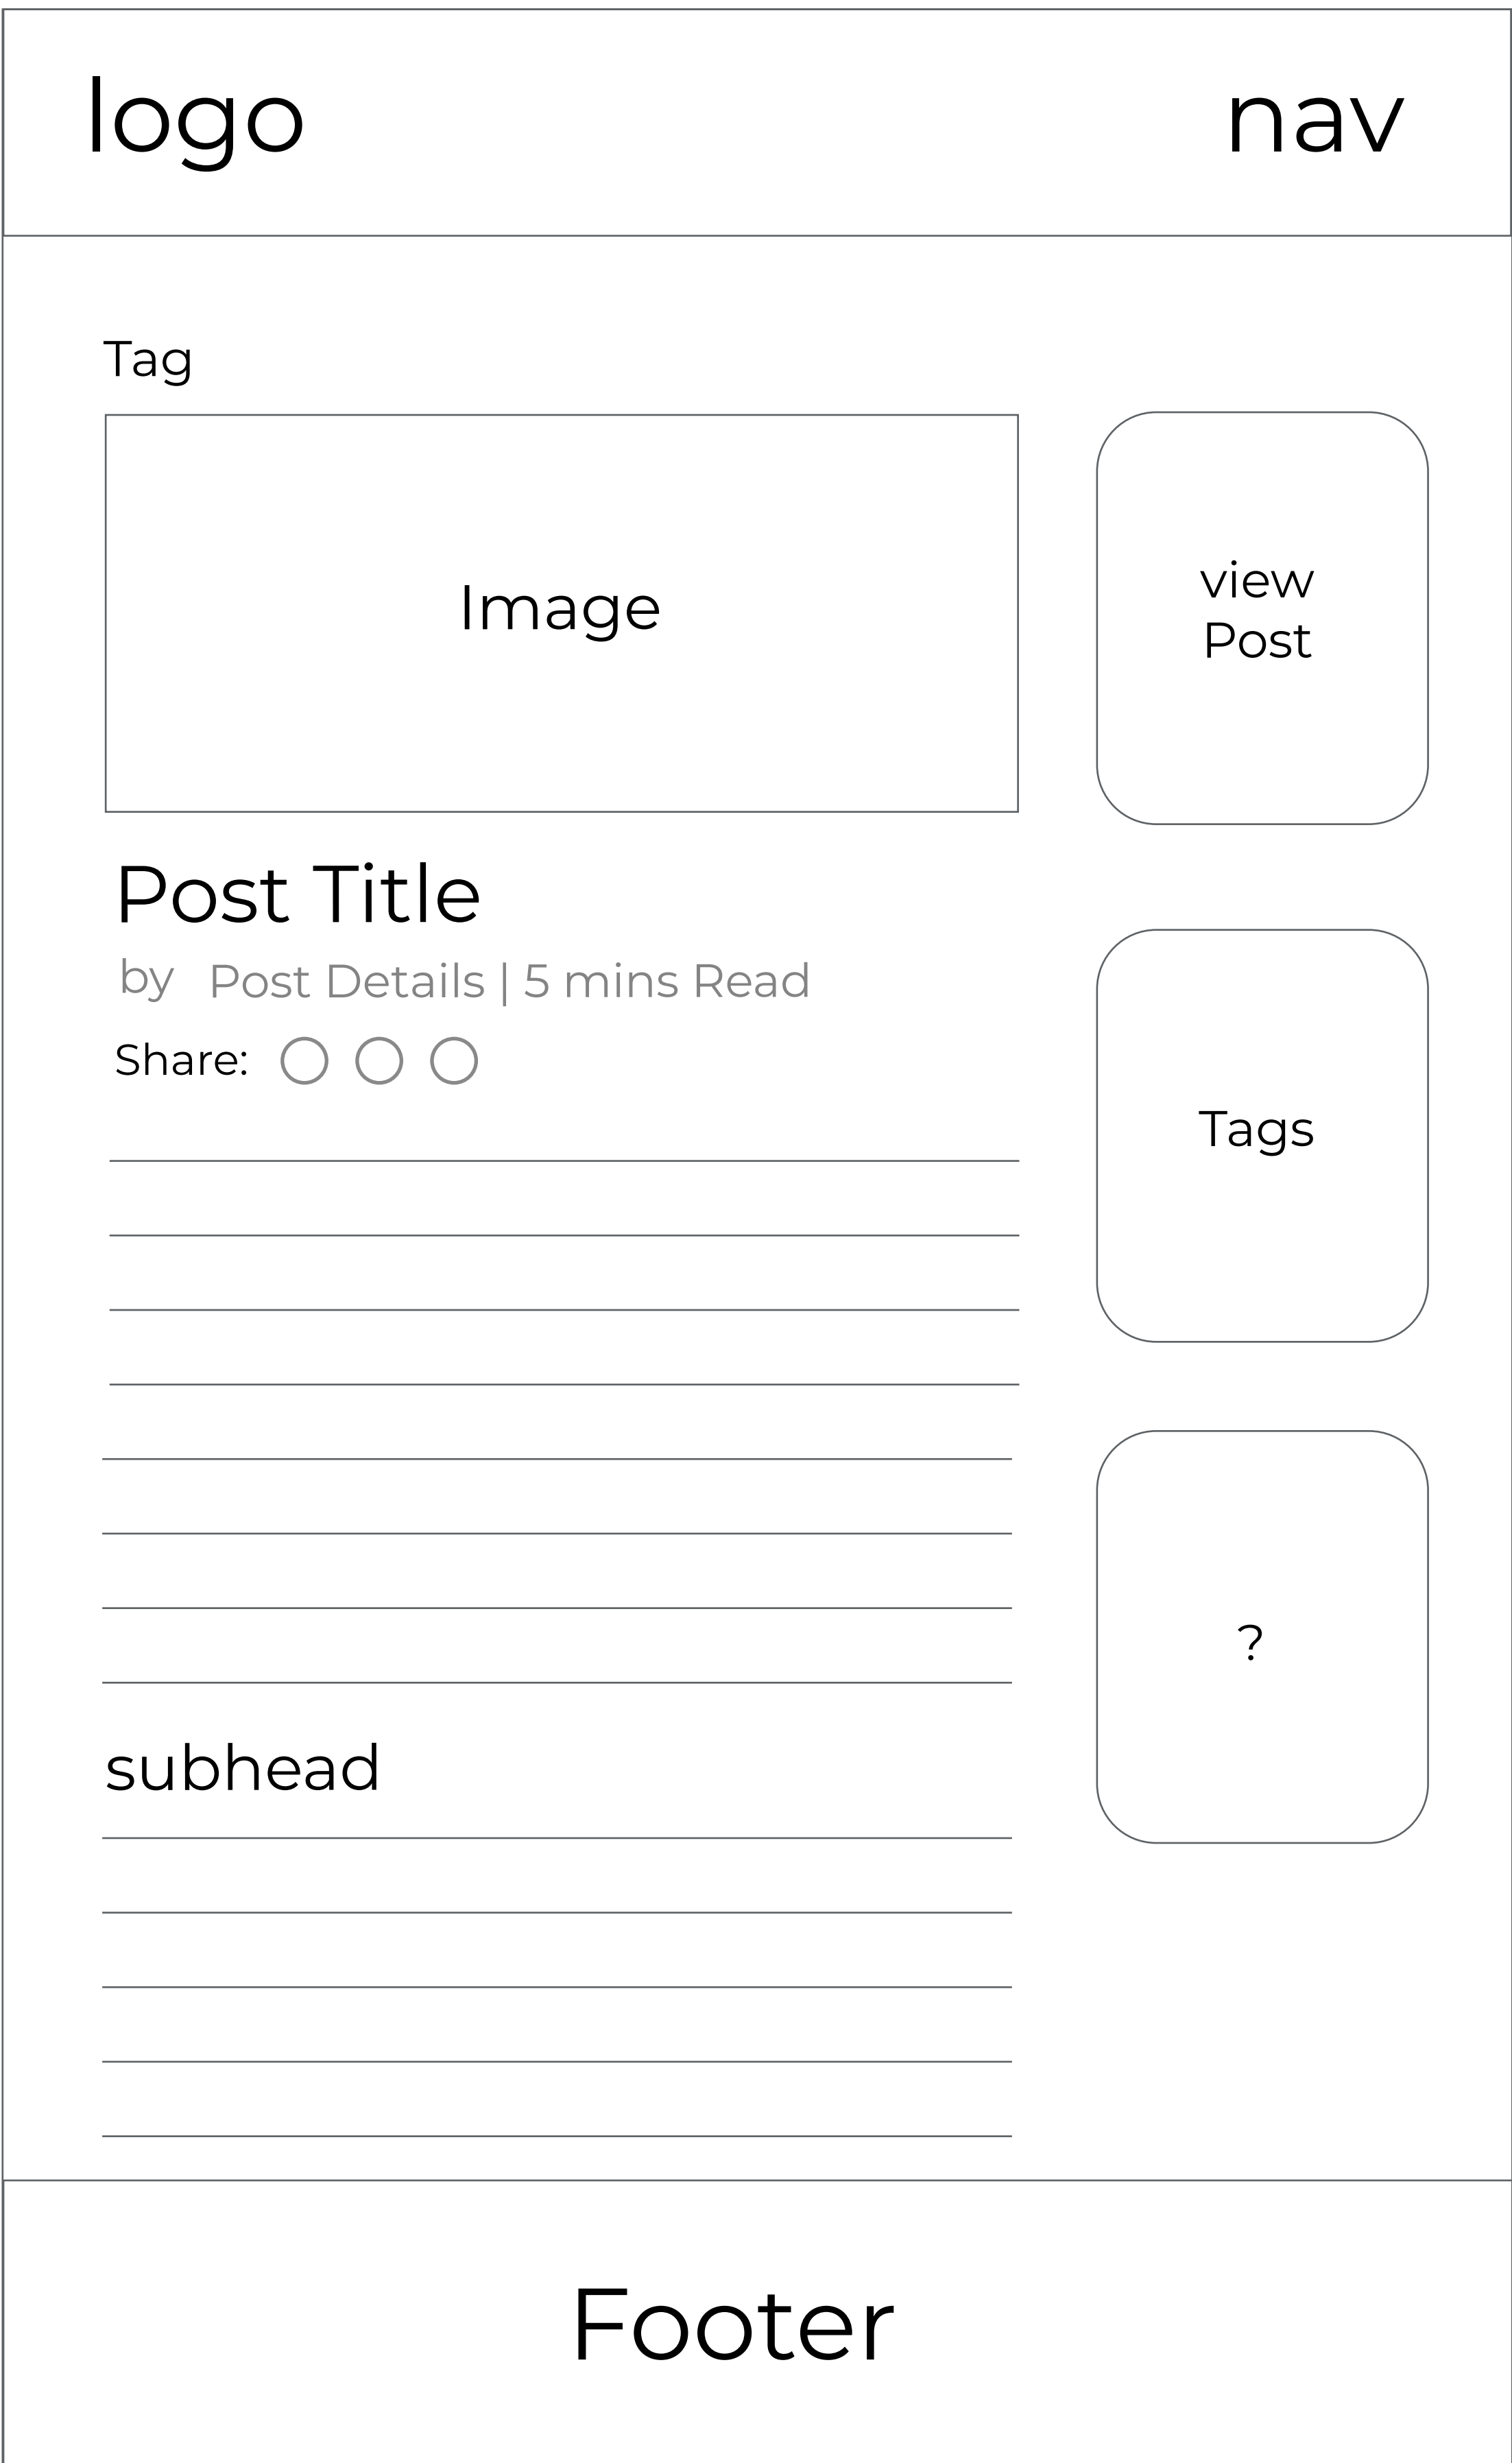 logo
nav
Tag
Image
Post Title
by Post Details | 5 mins Read
Share:
subhead
view
Post
Tags
?
Footer